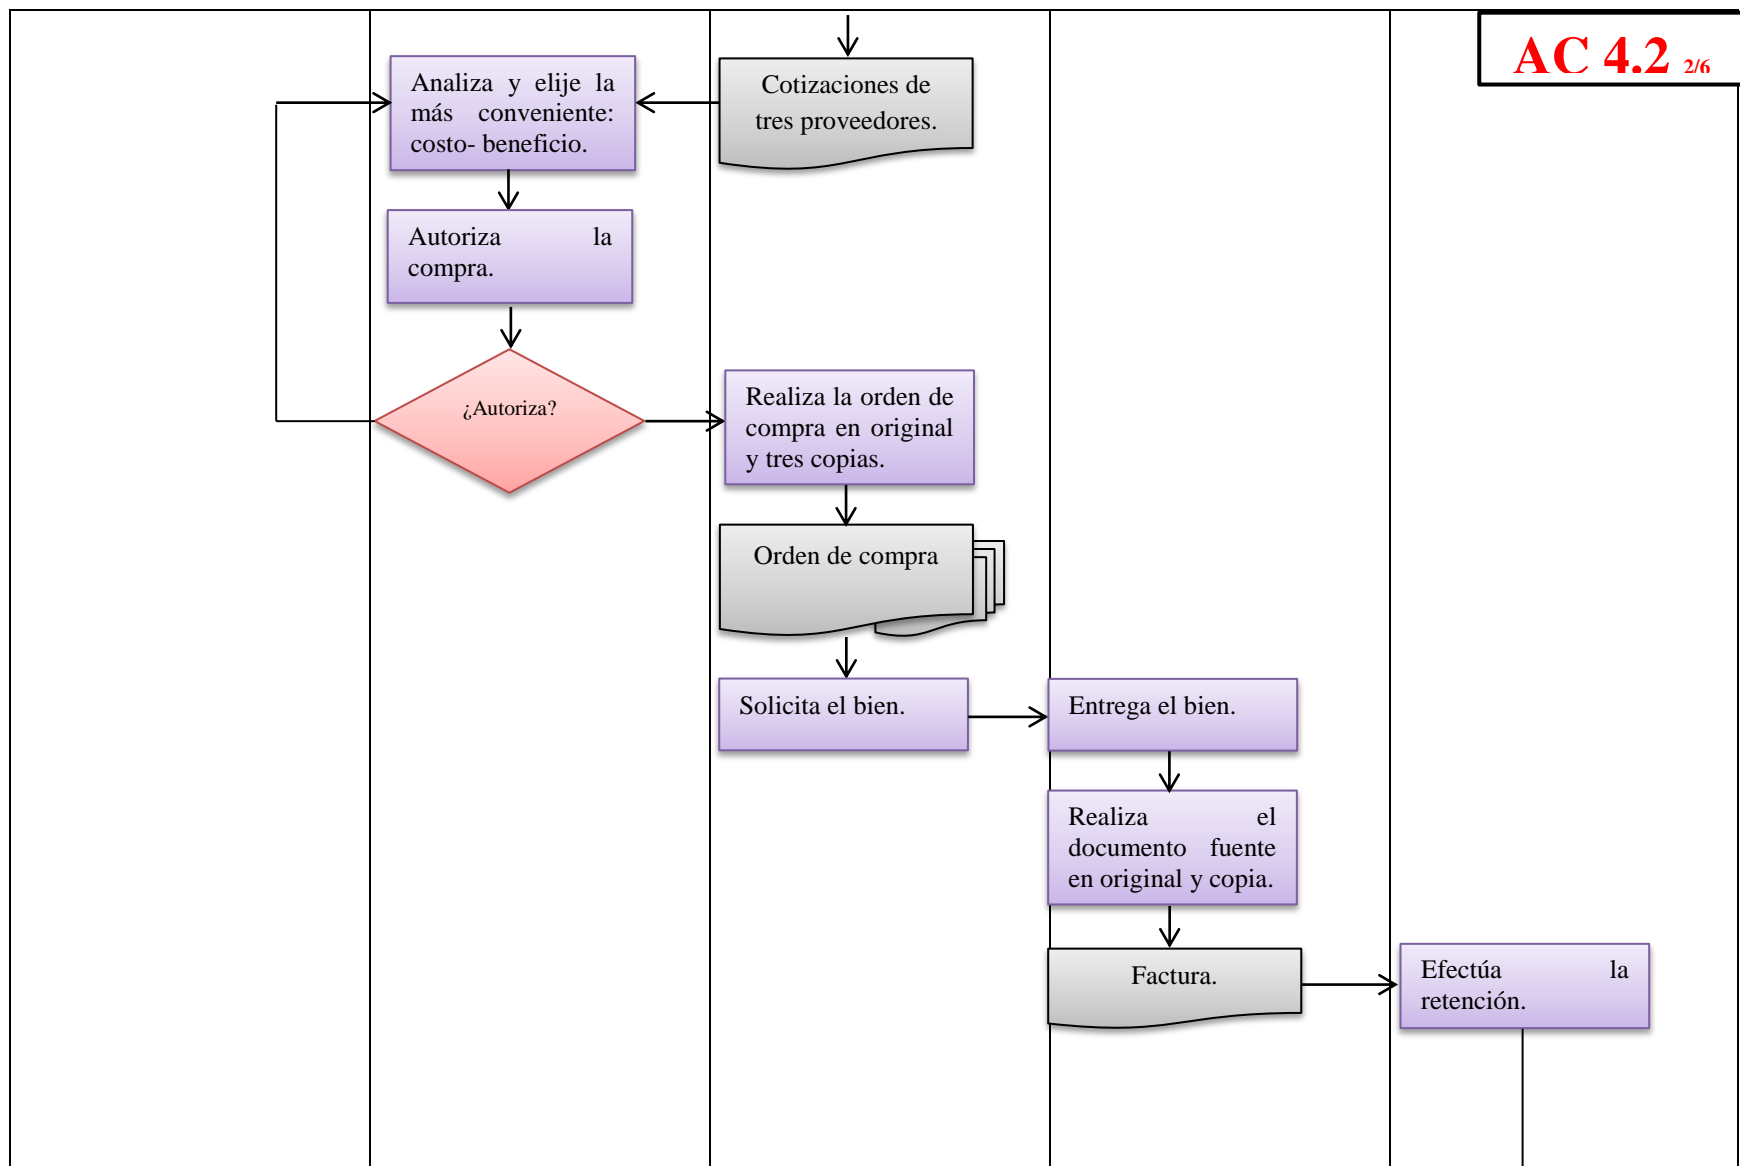 AC 4.2 2/6
Analiza y elije la
más conveniente:
costo- beneficio.
Cotizaciones de
tres proveedores.
Autoriza la
compra.
¿Autoriza?
Realiza la orden de
compra en original
y tres copias.
Orden de compra
Solicita el bien.
Entrega el bien.
Realiza el
documento fuente
en original y copia.
Factura.
Efectúa la
retención.